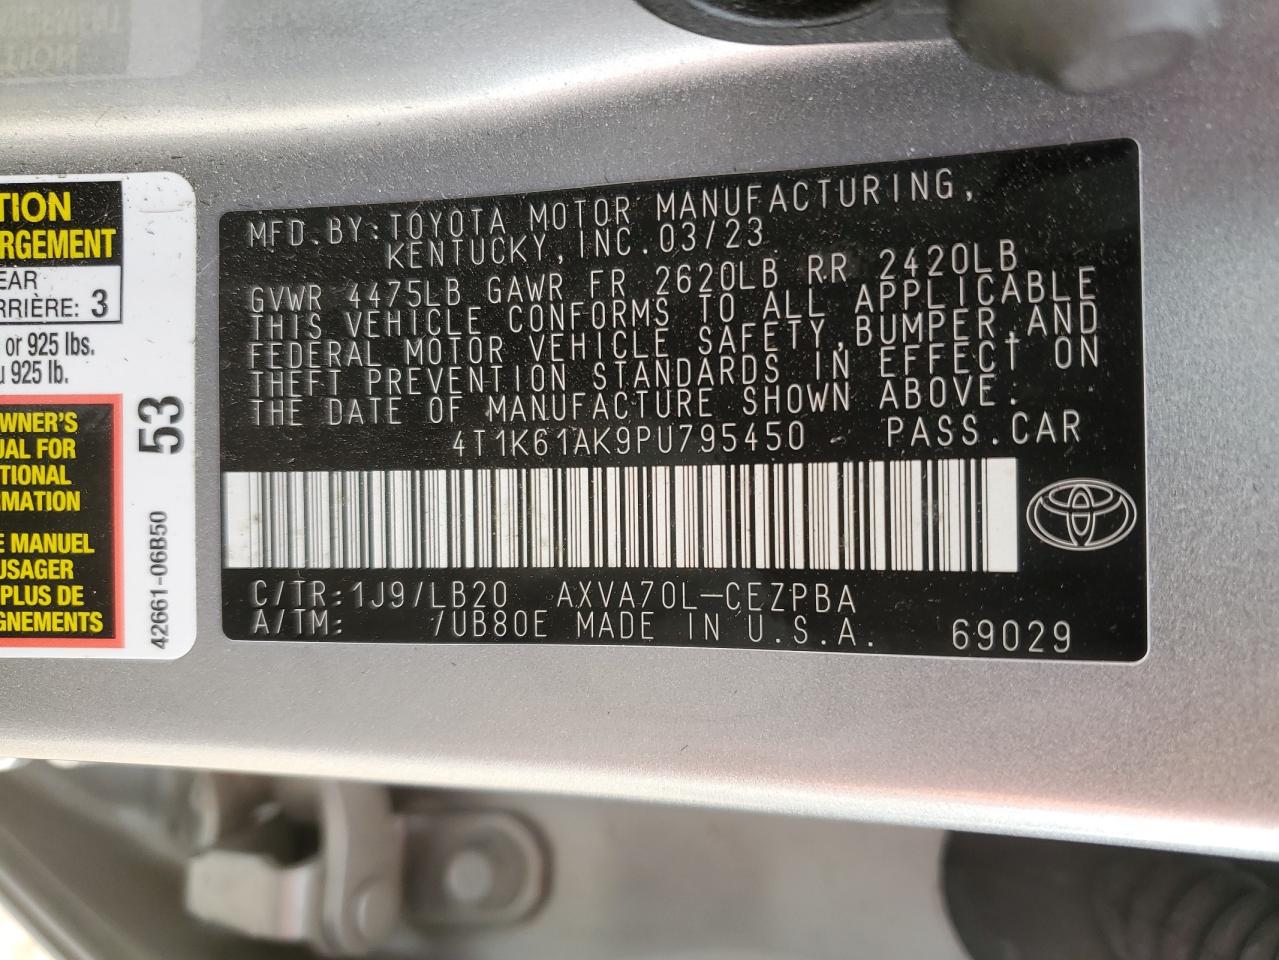 TION
RGEMENT
EAR
RRIÈRE: 3
or 925 lbs.
u 925 lb.
WNER'S
UAL FOR
TIONAL
RMATION
E MANUEL
USAGER
PLUS DE
GNEMENTS
53
42661-06B50
MFD.BY:TOYOTA MOTOR MANUFACTURING,
KENTUCKY,INC.03/23
GVWR 4475LB GAWR FR 2620LB RR 2420LB
THIS VEHICLE CONFORMS TO ALL APPLICABLE
FEDERAL MOTOR VEHICLE SAFETY,BUMPER,AND
THEFT PREVENTION STANDARDS IN EFFECT ON
THE DATE OF MANUFACTURE SHOWN ABOVE.
4T1K61AK9PU795450 PASS.CAR
C/TR:1J9/LB20 AXVA70L-CEZPBA
A/TM: /UB80E MADE IN U.S.A. 69029